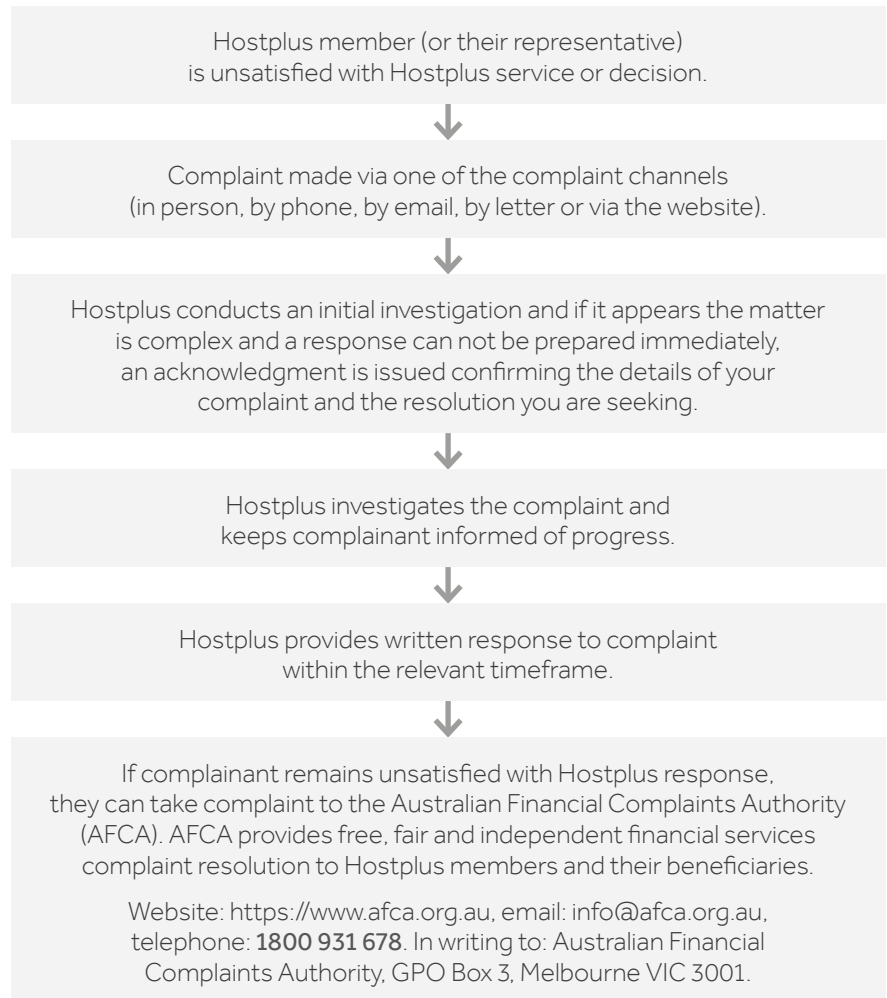 Hostplus member (or their representative)
is unsatisfied with Hostplus service or decision.
Complaint made via one of the complaint channels
(in person, by phone, by email, by letter or via the website).
Hostplus conducts an initial investigation and if it appears the matter
is complex and a response can not be prepared immediately,
an acknowledgment is issued confirming the details of your
complaint and the resolution you are seeking.
Hostplus investigates the complaint and
keeps complainant informed of progress.
Hostplus provides written response to complaint
within the relevant timeframe.
If complainant remains unsatisfied with Hostplus response,
they can take complaint to the Australian Financial Complaints Authority
(AFCA). AFCA provides free, fair and independent financial services
complaint resolution to Hostplus members and their beneficiaries.
Website: https://www.afca.org.au, email: info@afca.org.au,
telephone: 1800 931 678. In writing to: Australian Financial
Complaints Authority, GPO Box 3, Melbourne VIC 3001.